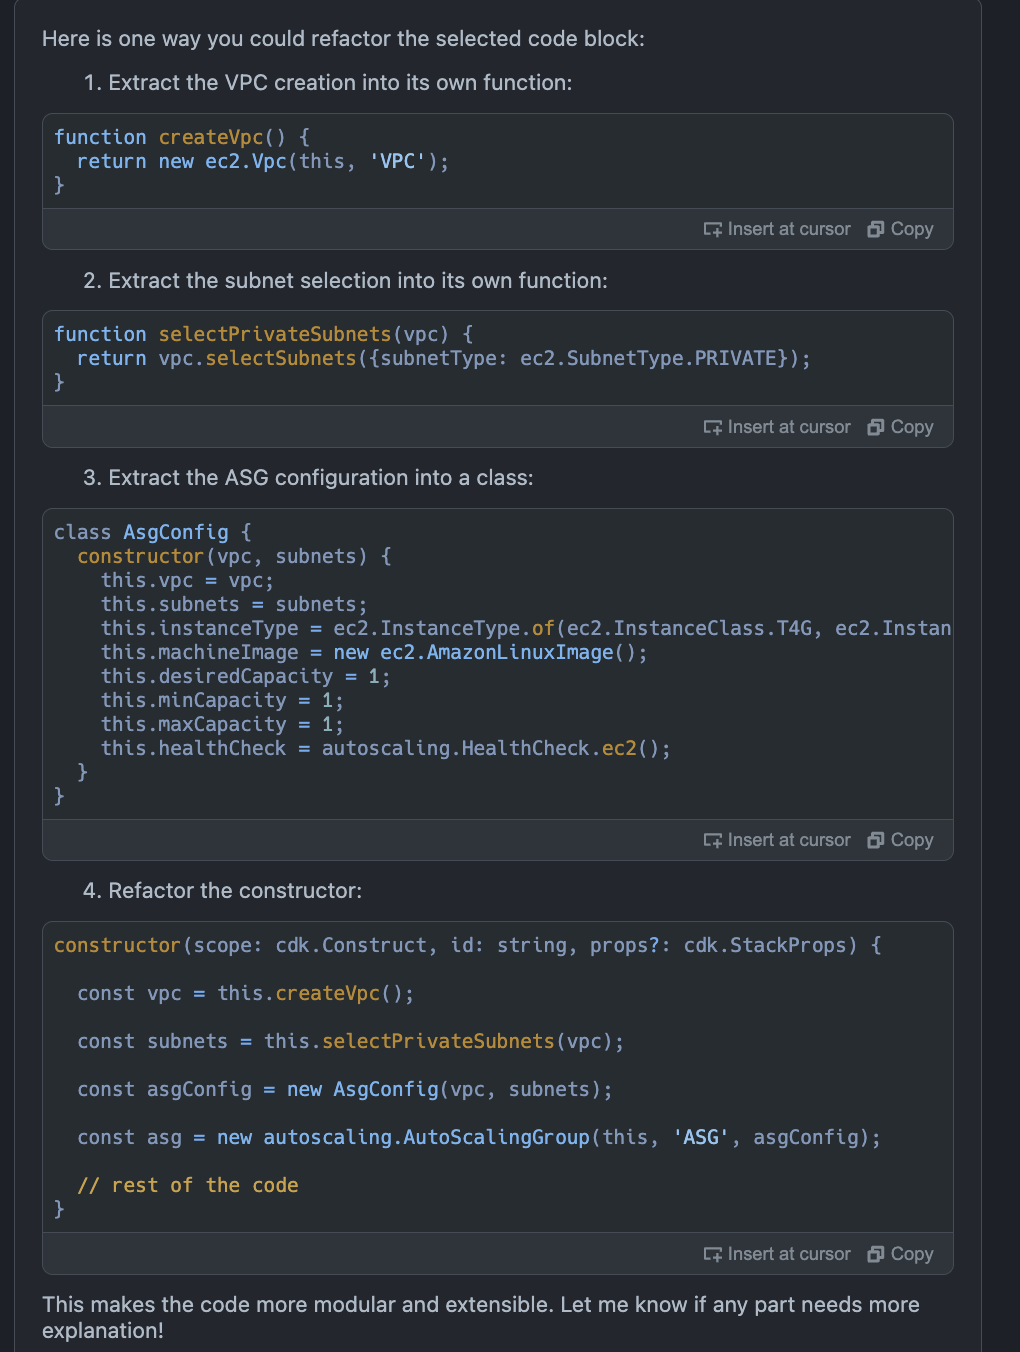 Here is one way you could refactor the selected code block:
1. Extract the VPC creation into its own function:
function createVpc() {
  return new ec2.Vpc(this, 'VPC');
}
Insert at cursor Copy
2. Extract the subnet selection into its own function:
function selectPrivateSubnets(vpc) {
  return vpc.selectSubnets({subnetType: ec2.SubnetType.PRIVATE});
}
Insert at cursor Copy
3. Extract the ASG configuration into a class:
class AsgConfig {
  constructor(vpc, subnets) {
    this.vpc = vpc;
    this.subnets = subnets;
    this.instanceType = ec2.InstanceType.of(ec2.InstanceClass.T4G, ec2.Instan
    this.machineImage = new ec2.AmazonLinuxImage();
    this.desiredCapacity = 1;
    this.minCapacity = 1;
    this.maxCapacity = 1;
    this.healthCheck = autoscaling.HealthCheck.ec2();
  }
}
Insert at cursor Copy
4. Refactor the constructor:
constructor(scope: cdk.Construct, id: string, props?: cdk.StackProps) {
  const vpc = this.createVpc();
  const subnets = this.selectPrivateSubnets(vpc);
  const asgConfig = new AsgConfig(vpc, subnets);
  const asg = new autoscaling.AutoScalingGroup(this, 'ASG', asgConfig);
  // rest of the code
}
Insert at cursor Copy
This makes the code more modular and extensible. Let me know if any part needs more
explanation!